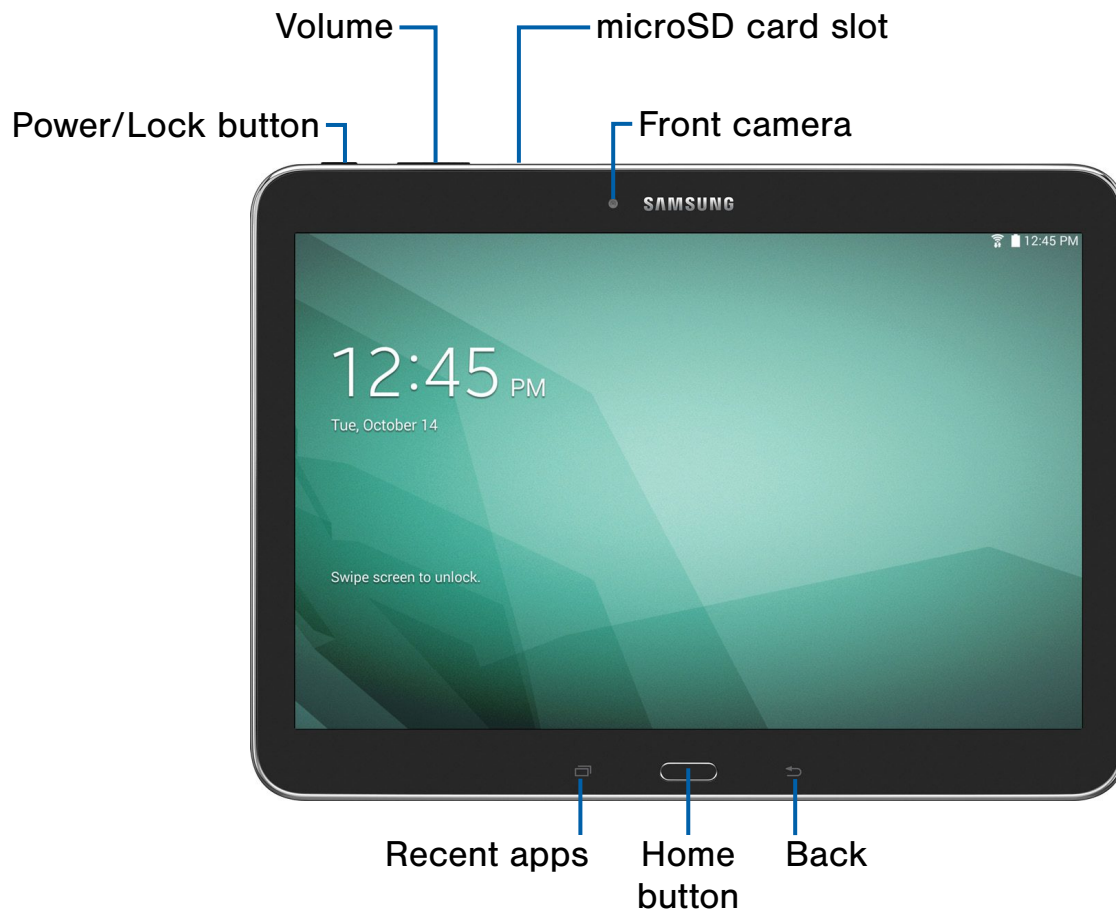 Volume
microSD card slot
Power/Lock button
Front camera
SAMSUNG
12:45 PM
12:45 PM
Tue, October 14
Swipe screen to unlock.
Recent apps
Home
button
Back